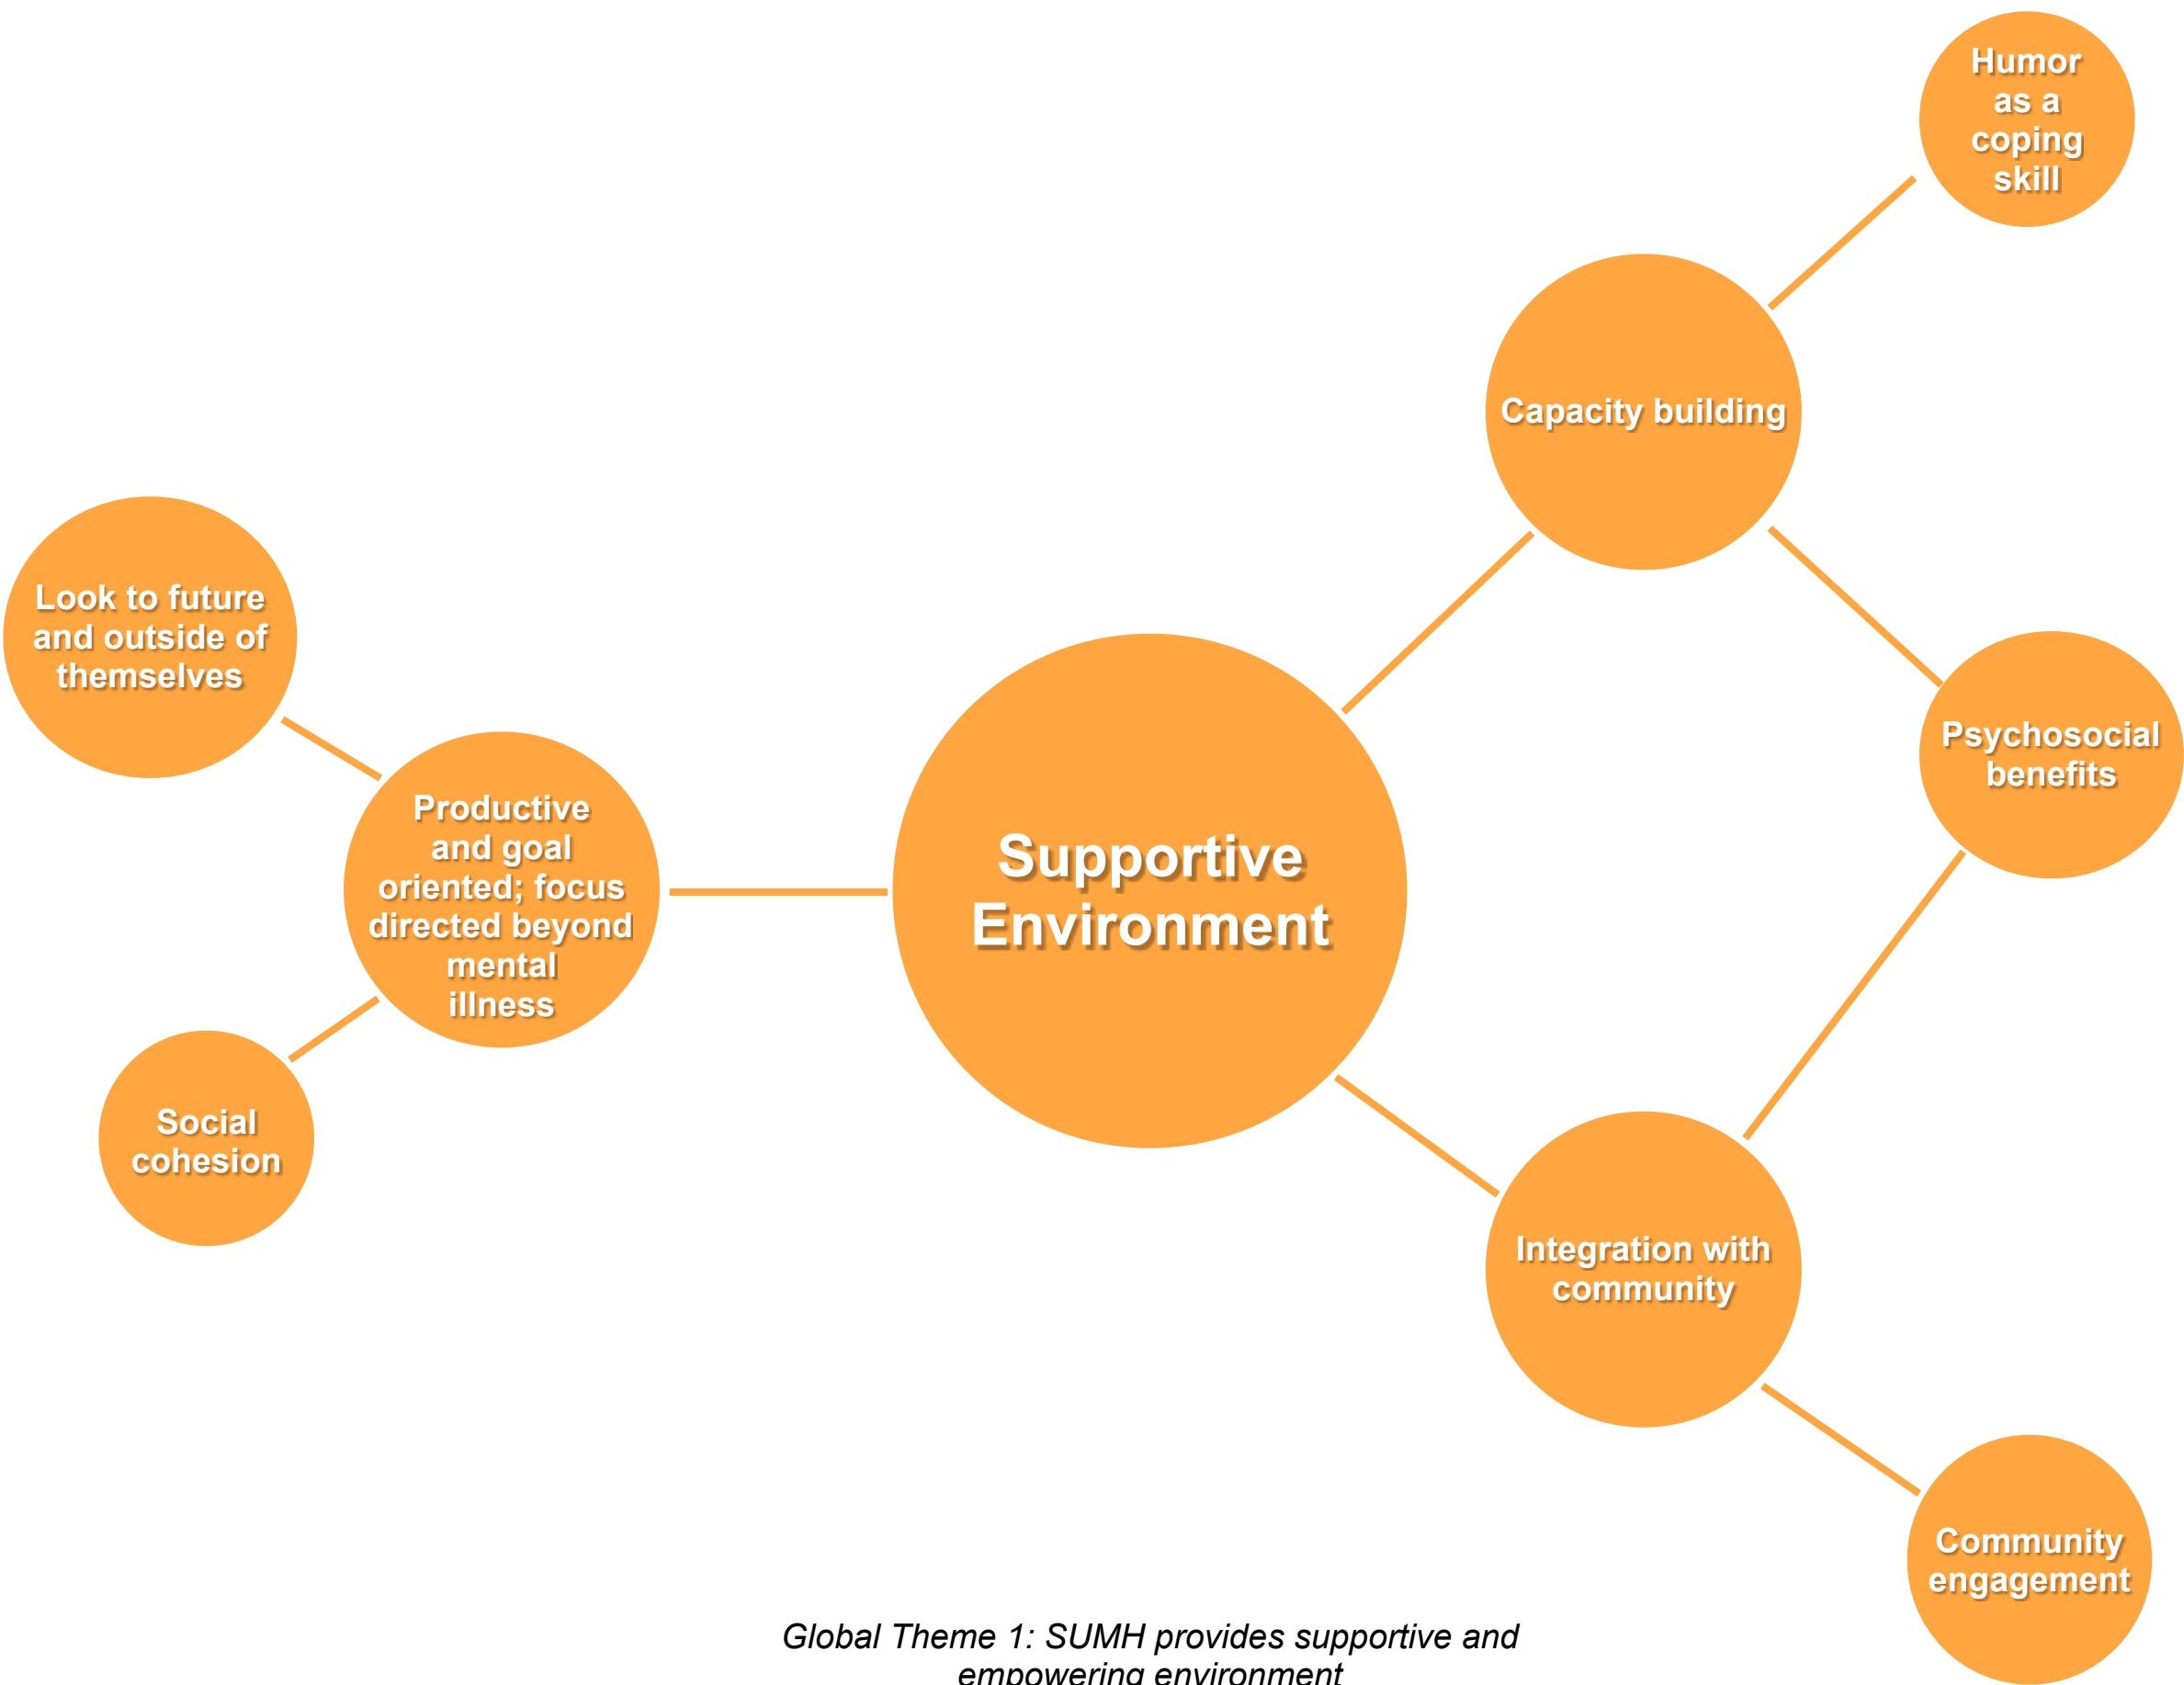 Humor
as a
coping
skill
Capacity building
Look to future
and outside of
themselves
Psychosocial
benefits
Productive
and goal
oriented; focus
directed beyond
mental
illness
Supportive
Environment
Social
cohesion
Integration with
community
Community
engagement
Global Theme 1: SUMH provides supportive and
empowering environment